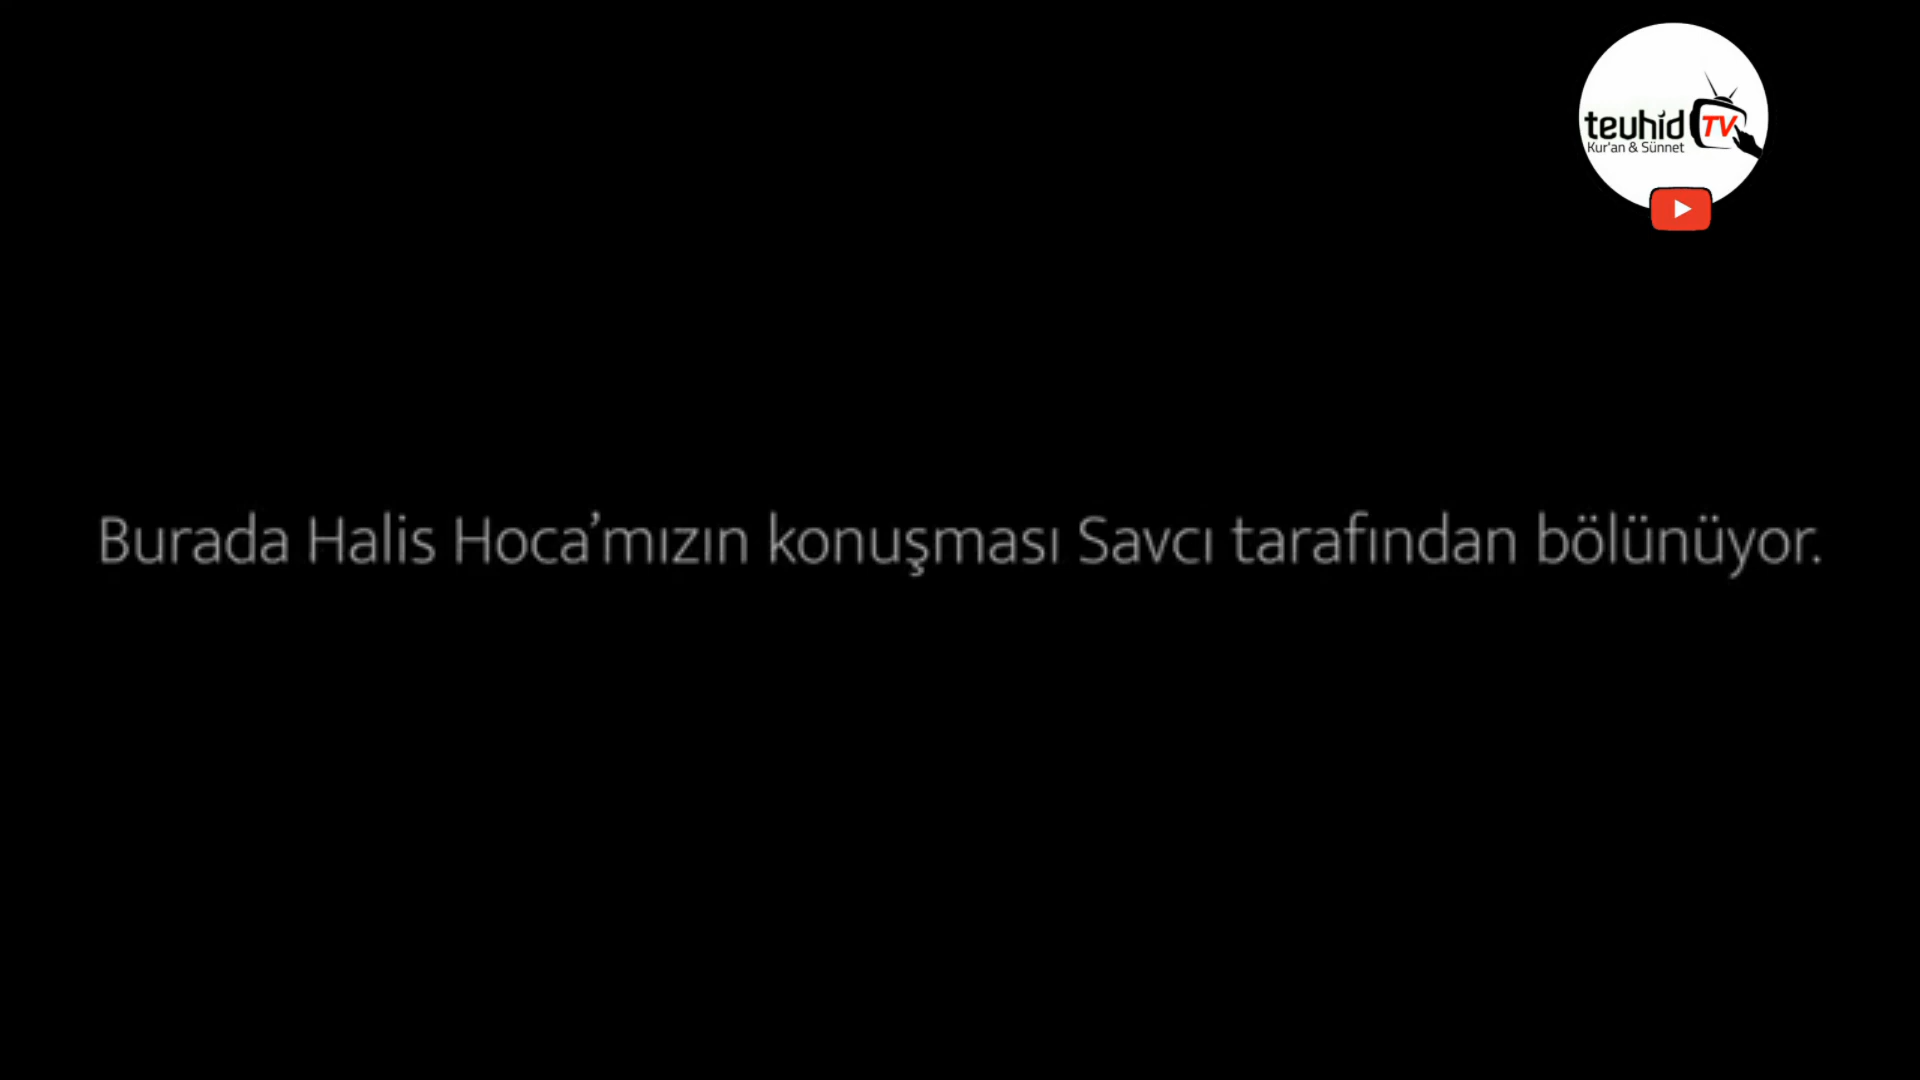 teuhid TV
Kur'an & Sünnet
Burada Halis Hoca’mızın konuşması Savcı tarafından bölünüyor.